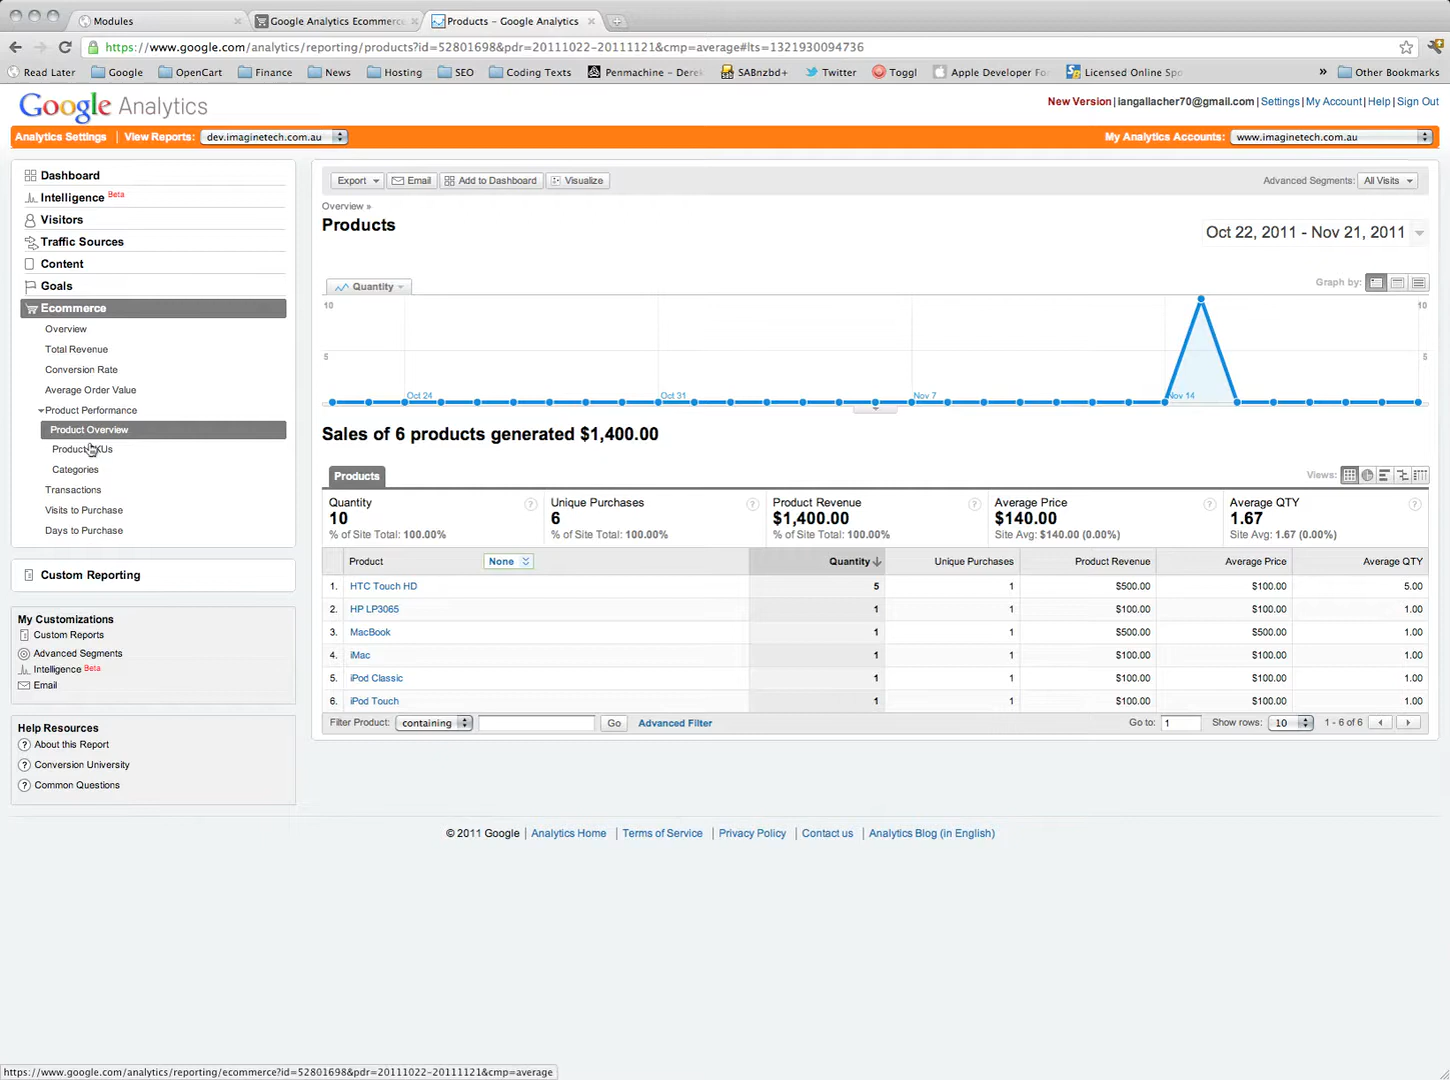 Modules
Google Analytics Ecommerc
Products – Google Analytics
https://www.google.com/analytics/reporting/products?id=52801698&pdr=20111022-20111121&cmp=average#lts=1321930094736
Read Later Google OpenCart Finance News Hosting SEO Coding Texts Penmachine – Derek SABnzbd+ Twitter Toggl Apple Developer Fo Licensed Online Spo » Other Bookmarks
Google Analytics
New Version | iangallacher70@gmail.com | Settings | My Account | Help | Sign Out
Analytics Settings | View Reports: dev.imaginetech.com.au
My Analytics Accounts: www.imaginetech.com.au
Dashboard
Intelligence Beta
Visitors
Traffic Sources
Content
Goals
Ecommerce
Overview
Total Revenue
Conversion Rate
Average Order Value
Product Performance
Product Overview
Product
Categories
Transactions
Visits to Purchase
Days to Purchase
Custom Reporting
My Customizations
Custom Reports
Advanced Segments
Intelligence Beta
Email
Help Resources
? About this Report
? Conversion University
? Common Questions
Export Email Add to Dashboard Visualize
Advanced Segments: All Visits
Overview »
Products
Oct 22, 2011 - Nov 21, 2011
Quantity
Graph by:
10 10
5 5
Oct 24 Oct 31 Nov 7 Nov 14
Sales of 6 products generated $1,400.00
Products
Views:
Quantity ? Unique Purchases ? Product Revenue ? Average Price ? Average QTY ?
10 6 $1,400.00 $140.00 1.67
% of Site Total: 100.00% % of Site Total: 100.00% % of Site Total: 100.00% Site Avg: $140.00 (0.00%) Site Avg: 1.67 (0.00%)
Product None Quantity Unique Purchases Product Revenue Average Price Average QTY
1. HTC Touch HD 5 1 $500.00 $100.00 5.00
2. HP LP3065 1 1 $100.00 $100.00 1.00
3. MacBook 1 1 $500.00 $500.00 1.00
4. iMac 1 1 $100.00 $100.00 1.00
5. iPod Classic 1 1 $100.00 $100.00 1.00
6. iPod Touch 1 1 $100.00 $100.00 1.00
Filter Product: containing Go Advanced Filter Go to: 1 Show rows: 10 1 - 6 of 6
© 2011 Google | Analytics Home | Terms of Service | Privacy Policy | Contact us | Analytics Blog (in English)
https://www.google.com/analytics/reporting/ecommerce?id=52801698&pdr=20111022-20111121&cmp=average